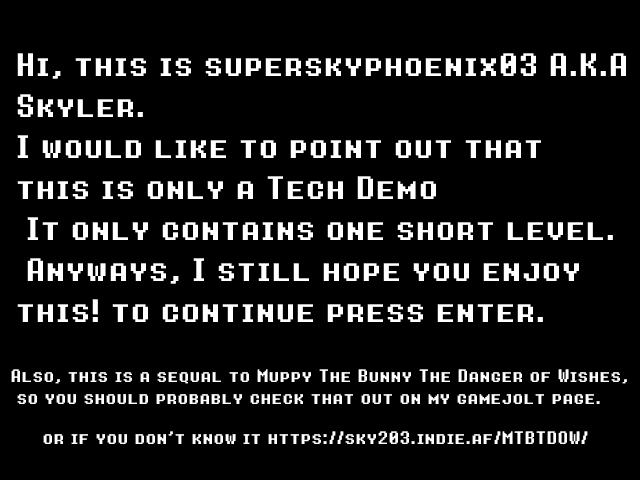 Hi, this is superskyphoenix03 A.K.A
Skyler.
I would like to point out that
this is only a Tech Demo
It only contains one short level.
Anyways, I still hope you enjoy
this! to continue press enter.
Also, this is a sequal to Muppy The Bunny The Danger of Wishes,
so you should probably check that out on my gamejolt page.
or if you don't know it https://sky203.indie.af/MTBTDOW/